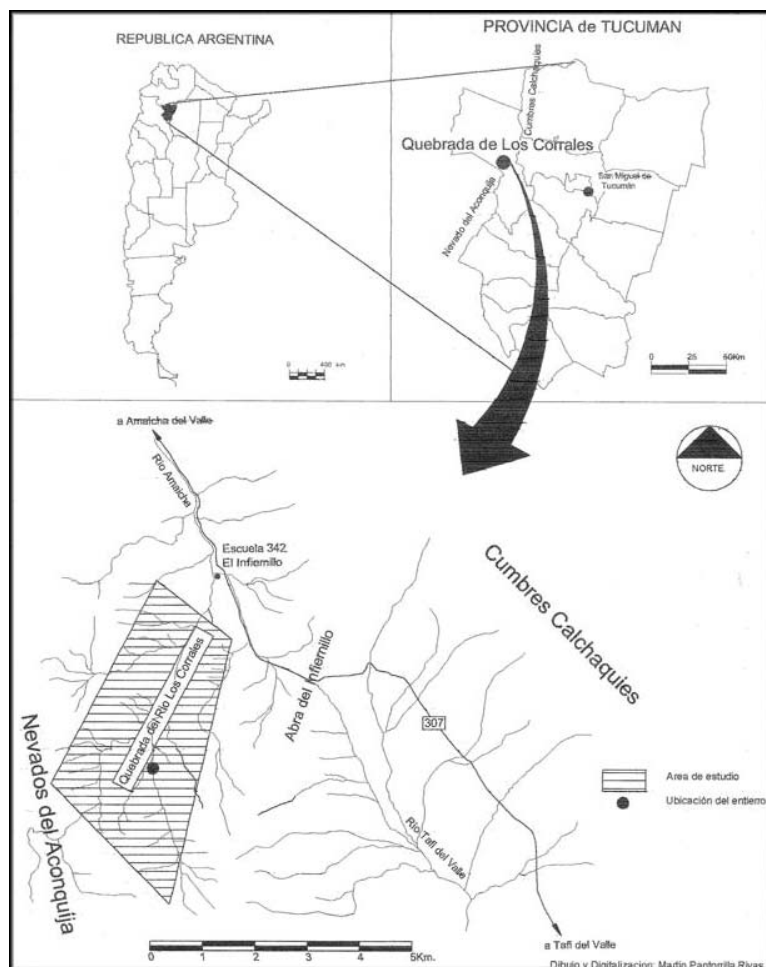 REPUBLICA ARGENTINA
0 400 km
PROVINCIA de TUCUMAN
Cumbres Calchaquies
Quebrada de Los Corrales
San Miguel de
Tucumán
Nevado del Aconquija
0 25 50Km
a Amaicha del Valle
Río Amaicha
NORTE
Escuela 342
El Infiernillo
Cumbres Calchaquies
Quebrada del Río Los Corrales
Abra del Infiernillo
307
Nevados del Aconquija
Area de estudio
Ubicación del entierro
Río Tafí del Valle
0 1 2 3 4 5Km.
a Tafí del Valle
Dibujo y Digitalizacion: Martín Pantorrilla Rivas